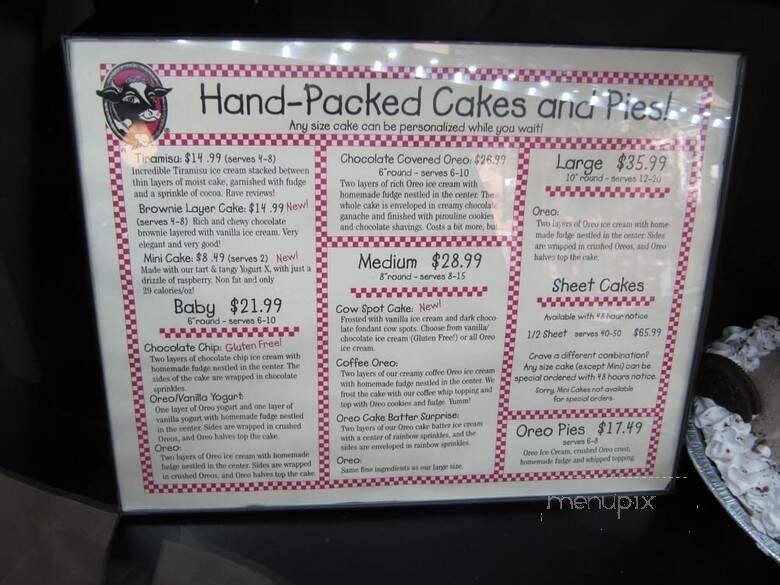 Hand-Packed Cakes and Pies!
Any size cake can be personalized while you wait!
Tiramisu: $14.99 (serves 4-8)
Incredible Tiramisu ice cream stacked between
thin layers of moist cake, garnished with fudge
and a sprinkle of cocoa. Rave reviews!
Brownie Layer Cake: $14.99 New!
(serves 4-8) Rich and chewy chocolate
brownie layered with vanilla ice cream. Very
elegant and very good!
Mini Cake: $8.49 (serves 2) New!
Made with our tart & tangy Yogurt X, with just a
drizzle of raspberry. Non fat and only
29 calories/oz!
Baby $21.99
6"round - serves 6-10
Chocolate Chip: Gluten Free!
Two layers of chocolate chip ice cream with
homemade fudge nestled in the center. The
sides of the cake are wrapped in chocolate
sprinkles.
Oreo/Vanilla Yogurt:
One layer of Oreo yogurt and one layer of
vanilla yogurt with homemade fudge nestled
in the center. Sides are wrapped in crushed
Oreos, and Oreo halves top the cake.
Oreo:
Two layers of Oreo ice cream with homemade
fudge nestled in the center. Sides are wrapped
in crushed Oreos, and Oreo halves top the cake.
Chocolate Covered Oreo: $26.99
6"round - serves 6-10
Two layers of rich Oreo ice cream with
homemade fudge nestled in the center. The
whole cake is enveloped in creamy chocolate
ganache and finished with pirouline cookies
and chocolate shavings. Costs a bit more, but
Medium $28.99
8"round - serves 8-15
Cow Spot Cake: New!
Frosted with vanilla ice cream and dark choco-
late fondant cow spots. Choose from vanilla/
chocolate ice cream (Gluten Free!) or all Oreo
ice cream.
Coffee Oreo:
Two layers of our creamy coffee Oreo ice cream
with homemade fudge nestled in the center. We
frost the cake with our coffee whip topping and
top with Oreo cookies and fudge. Yumm!
Oreo Cake Batter Surprise:
Two layers of our Oreo cake batter ice cream
with a center of rainbow sprinkles, and the
sides are enveloped in rainbow sprinkles.
Oreo:
Same fine ingredients as our large size.
Large $35.99
10" round - serves 12-20
Oreo:
Two layers of Oreo ice cream with home-
made fudge nestled in the center. Sides
are wrapped in crushed Oreos, and Oreo
halves top the cake.
Sheet Cakes
Available with 48 hour notice
1/2 Sheet serves 40-50 $65.99
Crave a different combination?
Any size cake (except Mini) can be
special ordered with 48 hours notice.
Sorry, Mini Cakes not available
for special orders.
Oreo Pies $17.49
serves 6-8
Oreo Ice Cream, crushed Oreo crust,
homemade fudge and whipped topping.
menupix